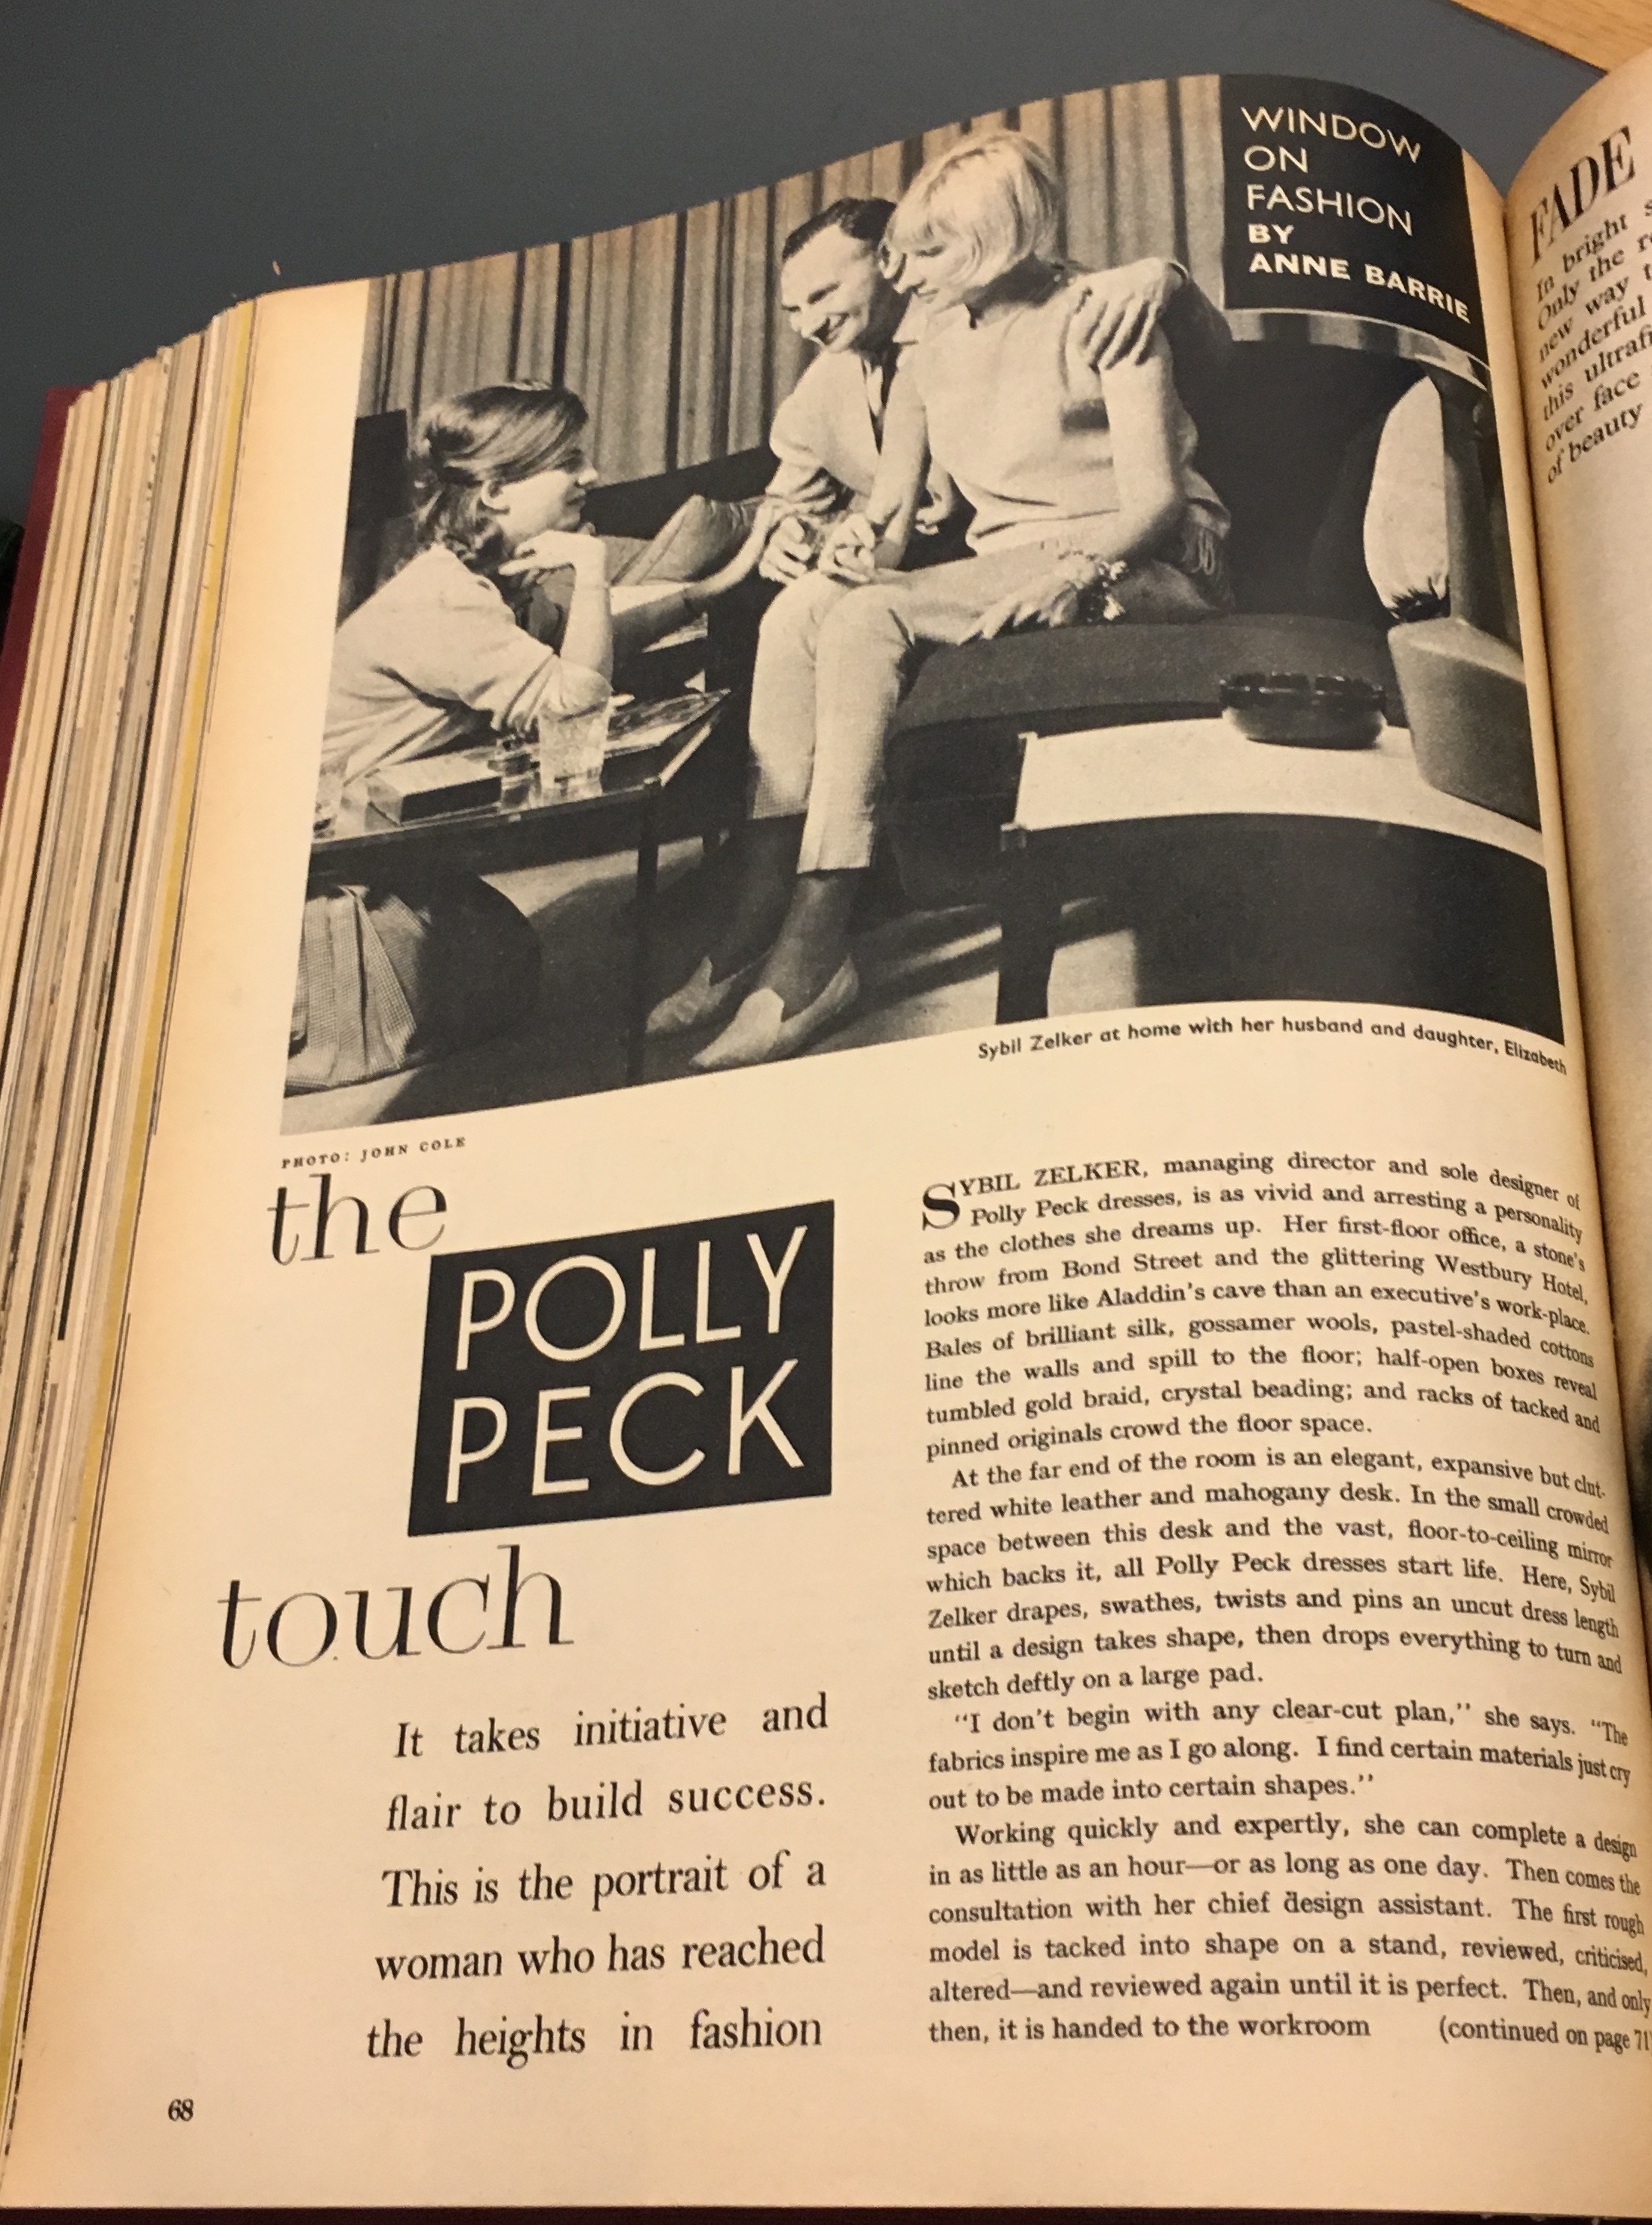 WINDOW
ON
FASHION
BY
ANNE BARRIE
Sybil Zelker at home with her husband and daughter, Elizabeth
PHOTO: JOHN COLE
the
POLLY
PECK
touch
It takes initiative and
flair to build success.
This is the portrait of a
woman who has reached
the heights in fashion
SYBIL ZELKER, managing director and sole designer of
Polly Peck dresses, is as vivid and arresting a personality
as the clothes she dreams up. Her first-floor office, a stone's
throw from Bond Street and the glittering Westbury Hotel,
looks more like Aladdin's cave than an executive's work-place.
Bales of brilliant silk, gossamer wools, pastel-shaded cottons
line the walls and spill to the floor; half-open boxes reveal
tumbled gold braid, crystal beading; and racks of tacked and
pinned originals crowd the floor space.
At the far end of the room is an elegant, expansive but clut-
tered white leather and mahogany desk. In the small crowded
space between this desk and the vast, floor-to-ceiling mirror
which backs it, all Polly Peck dresses start life. Here, Sybil
Zelker drapes, swathes, twists and pins an uncut dress length
until a design takes shape, then drops everything to turn and
sketch deftly on a large pad.
"I don't begin with any clear-cut plan," she says. "The
fabrics inspire me as I go along. I find certain materials just cry
out to be made into certain shapes."
Working quickly and expertly, she can complete a design
in as little as an hour—or as long as one day. Then comes the
consultation with her chief design assistant. The first rough
model is tacked into shape on a stand, reviewed, criticised,
altered—and reviewed again until it is perfect. Then, and only
then, it is handed to the workroom (continued on page 71
68
FADE
In bright
Only the
new way
wonderful
this
over face
of beauty